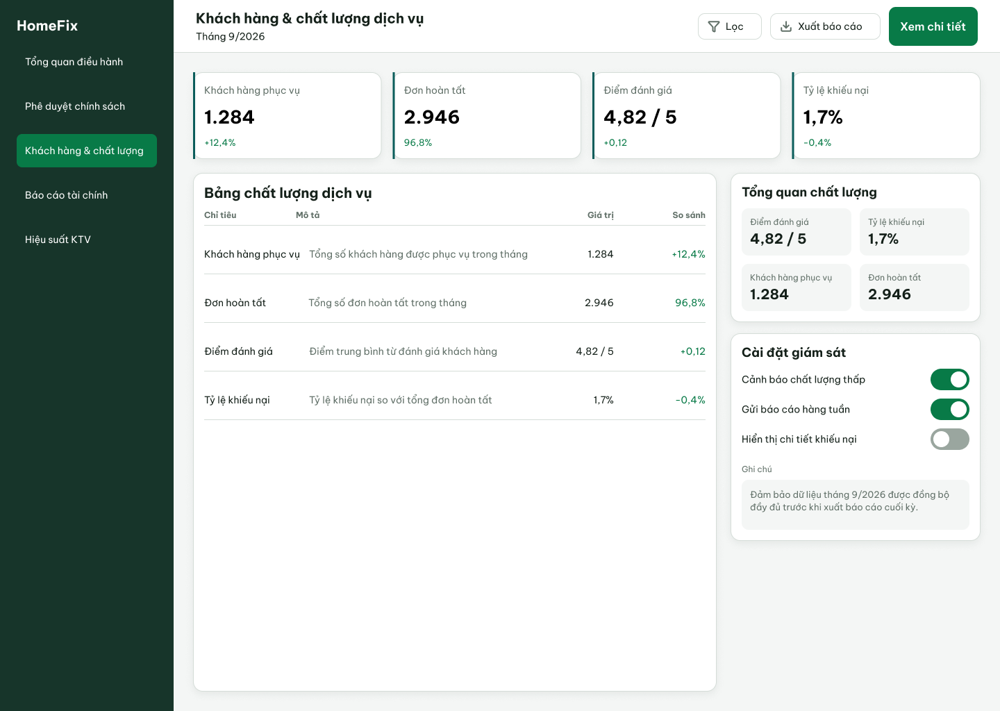 HomeFix
Tổng quan điều hành
Phê duyệt chính sách
Khách hàng & chất lượng
Báo cáo tài chính
Hiệu suất KTV
Khách hàng & chất lượng dịch vụ
Tháng 9/2026
Lọc
Xuất báo cáo
Xem chi tiết
Khách hàng phục vụ
1.284
+12,4%
Đơn hoàn tất
2.946
96,8%
Điểm đánh giá
4,82 / 5
+0,12
Tỷ lệ khiếu nại
1,7%
-0,4%
Bảng chất lượng dịch vụ
Chỉ tiêu Mô tả Giá trị So sánh
Khách hàng phục vụ Tổng số khách hàng được phục vụ trong tháng 1.284 +12,4%
Đơn hoàn tất Tổng số đơn hoàn tất trong tháng 2.946 96,8%
Điểm đánh giá Điểm trung bình từ đánh giá khách hàng 4,82 / 5 +0,12
Tỷ lệ khiếu nại Tỷ lệ khiếu nại so với tổng đơn hoàn tất 1,7% -0,4%
Tổng quan chất lượng
Điểm đánh giá
4,82 / 5
Tỷ lệ khiếu nại
1,7%
Khách hàng phục vụ
1.284
Đơn hoàn tất
2.946
Cài đặt giám sát
Cảnh báo chất lượng thấp
Gửi báo cáo hàng tuần
Hiển thị chi tiết khiếu nại
Ghi chú
Đảm bảo dữ liệu tháng 9/2026 được đồng bộ
đầy đủ trước khi xuất báo cáo cuối kỳ.